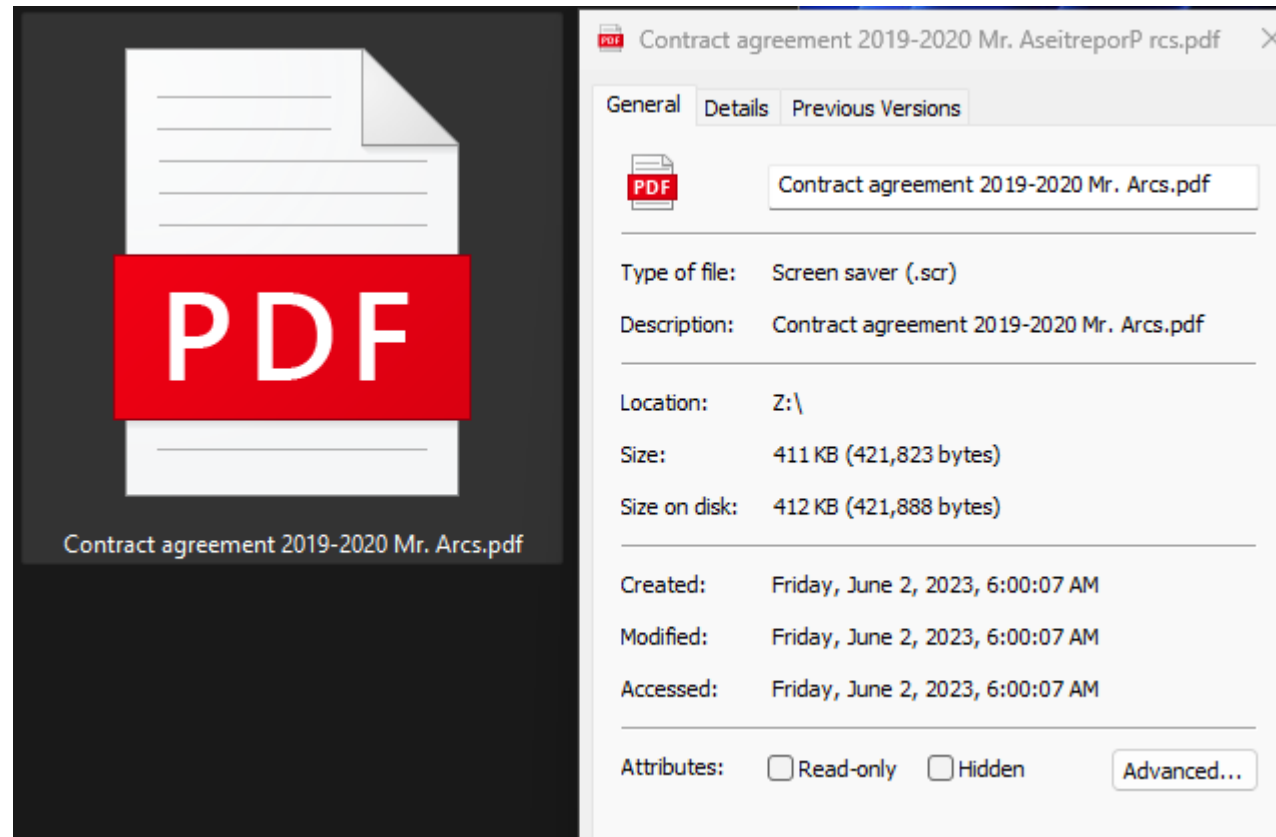 PDF
Contract agreement 2019-2020 Mr. Arcs.pdf
PDF
Contract agreement 2019-2020 Mr. AseitreporP rcs.pdf
General Details Previous Versions
PDF
Contract agreement 2019-2020 Mr. Arcs.pdf
Type of file: Screen saver (.scr)
Description: Contract agreement 2019-2020 Mr. Arcs.pdf
Location: Z:\
Size: 411 KB (421,823 bytes)
Size on disk: 412 KB (421,888 bytes)
Created: Friday, June 2, 2023, 6:00:07 AM
Modified: Friday, June 2, 2023, 6:00:07 AM
Accessed: Friday, June 2, 2023, 6:00:07 AM
Attributes: Read-only Hidden Advanced...